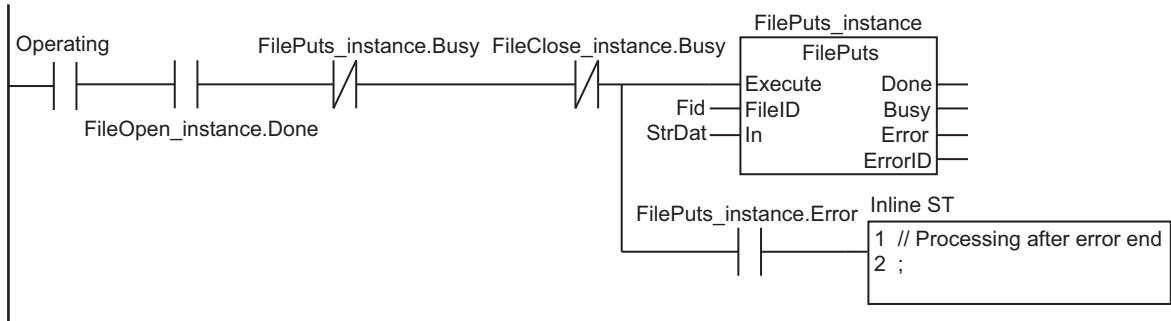 FilePuts_instance
Operating
FilePuts_instance.Busy
FileClose_instance.Busy
FilePuts
Execute
Done
Fid
FileID
Busy
FileOpen_instance.Done
StrDat
In
Error
ErrorID
FilePuts_instance.Error
Inline ST
1 // Processing after error end
2 ;